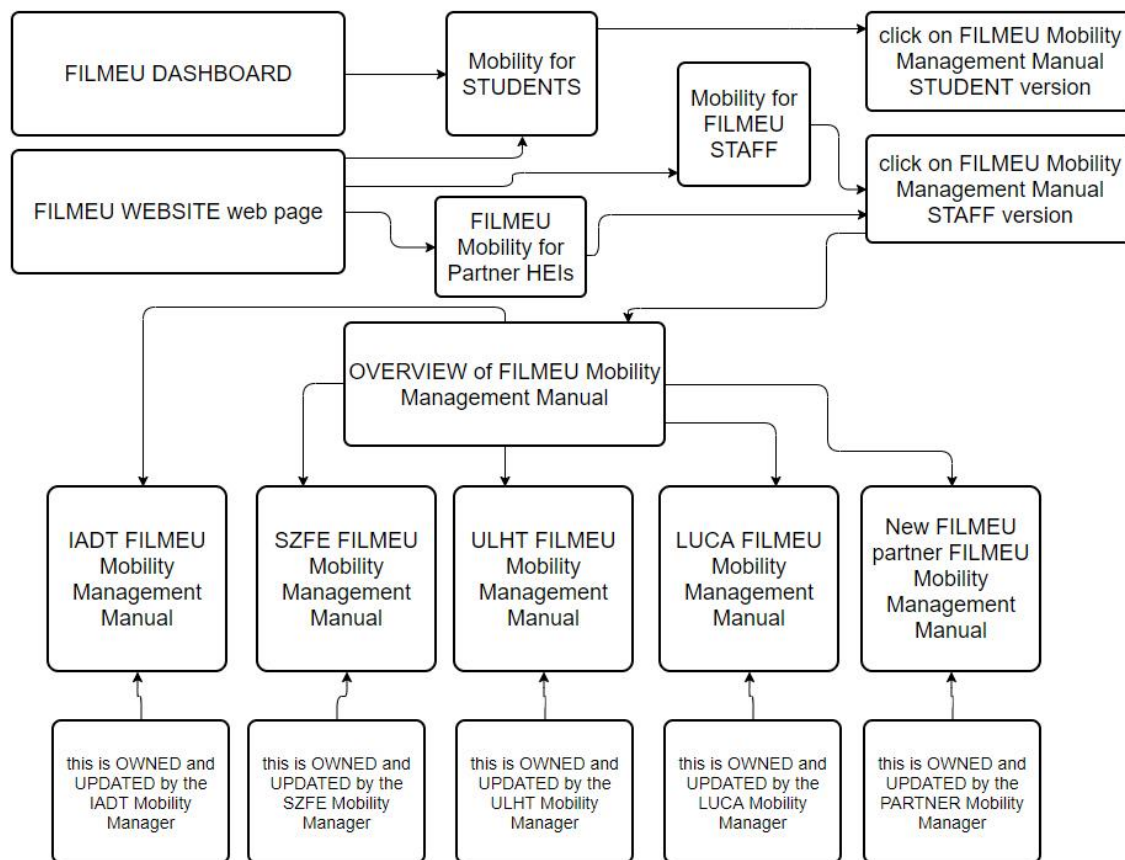 FILMEU DASHBOARD
Mobility for
STUDENTS
click on FILMEU Mobility
Management Manual
STUDENT version
Mobility for
FILMEU
STAFF
FILMEU WEBSITE web page
FILMEU
Mobility for
Partner HEIs
click on FILMEU Mobility
Management Manual
STAFF version
OVERVIEW of FILMEU Mobility
Management Manual
IADT FILMEU
Mobility
Management
Manual
SZFE FILMEU
Mobility
Management
Manual
ULHT FILMEU
Mobility
Management
Manual
LUCA FILMEU
Mobility
Management
Manual
New FILMEU
partner FILMEU
Mobility
Management
Manual
this is OWNED and
UPDATED by the
IADT Mobility
Manager
this is OWNED and
UPDATED by the
SZFE Mobility
Manager
this is OWNED and
UPDATED by the
ULHT Mobility
Manager
this is OWNED and
UPDATED by the
LUCA Mobility
Manager
this is OWNED and
UPDATED by the
PARTNER Mobility
Manager